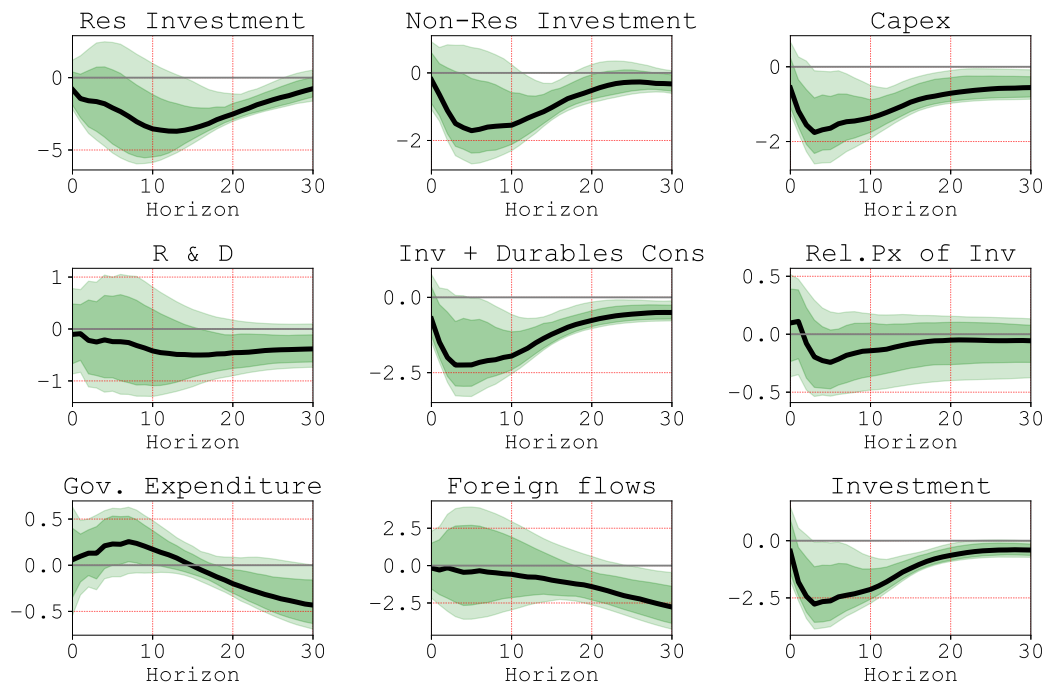 Res Investment
0
−5
0 10 20 30
Horizon
Non-Res Investment
0
−2
0 10 20 30
Horizon
Capex
0
−2
0 10 20 30
Horizon
R & D
1
0
−1
0 10 20 30
Horizon
Inv + Durables Cons
0.0
−2.5
0 10 20 30
Horizon
Rel.Px of Inv
0.5
0.0
−0.5
0 10 20 30
Horizon
Gov. Expenditure
0.5
0.0
−0.5
0 10 20 30
Horizon
Foreign flows
2.5
0.0
−2.5
0 10 20 30
Horizon
Investment
0.0
−2.5
0 10 20 30
Horizon